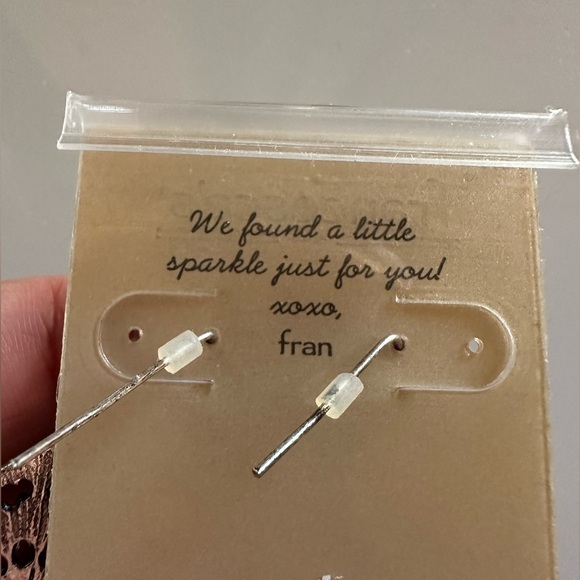 We found a little
sparkle just for you!
xoxo,
fran